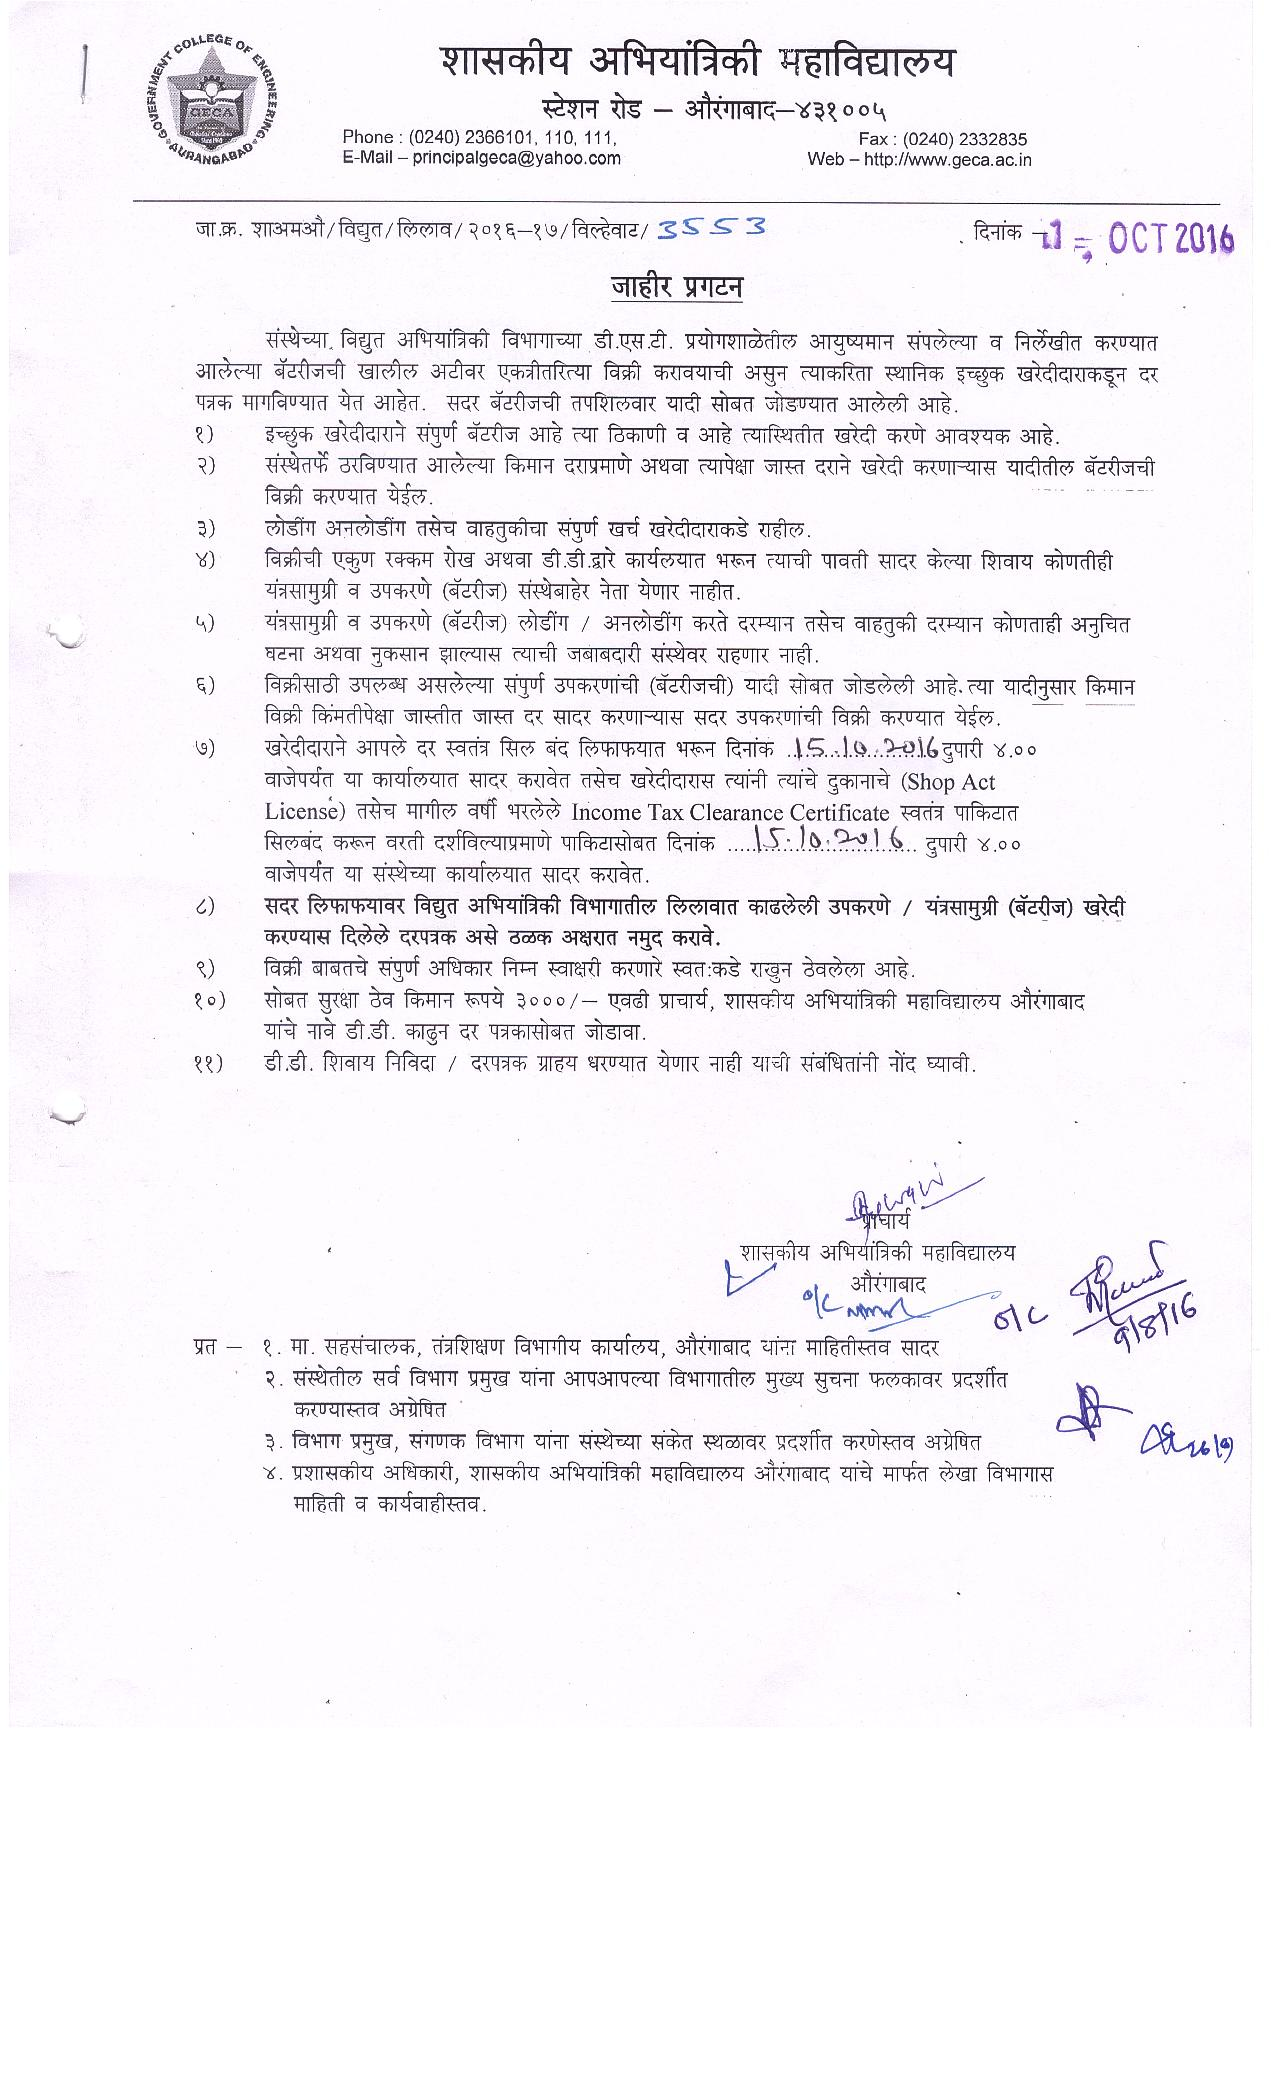 GOVERNMENT COLLEGE OF ENGINEERING
AURANGABAD
GECA
शासकीय अभियांत्रिकी महाविद्यालय
स्टेशन रोड – औरंगाबाद–४३१००५
Phone : (0240) 2366101, 110, 111, Fax : (0240) 2332835
E-Mail – principalgeca@yahoo.com Web – http://www.geca.ac.in
जा.क्र. शाअमऔ/विद्युत/लिलाव/२०१६–१७/विल्हेवाट/ 3553 दिनांक – 1 – OCT 2016
जाहीर प्रगटन
संस्थेच्या विद्युत अभियांत्रिकी विभागाच्या डी.एस.टी. प्रयोगशाळेतील आयुष्यमान संपलेल्या व निर्लेखीत करण्यात
आलेल्या बॅटरीजची खालील अटीवर एकत्रीतरित्या विक्री करावयाची असुन त्याकरिता स्थानिक इच्छुक खरेदीदाराकडून दर
पत्रक मागविण्यात येत आहेत. सदर बॅटरीजची तपशिलवार यादी सोबत जोडण्यात आलेली आहे.
१) इच्छुक खरेदीदाराने संपुर्ण बॅटरीज आहे त्या ठिकाणी व आहे त्यास्थितीत खरेदी करणे आवश्यक आहे.
२) संस्थेतर्फे ठरविण्यात आलेल्या किमान दराप्रमाणे अथवा त्यापेक्षा जास्त दराने खरेदी करणाऱ्यास यादीतील बॅटरीजची
विक्री करण्यात येईल.
३) लोडींग अनलोडींग तसेच वाहतुकीचा संपुर्ण खर्च खरेदीदाराकडे राहील.
४) विक्रीची एकुण रक्कम रोख अथवा डी.डी.द्वारे कार्यलयात भरून त्याची पावती सादर केल्या शिवाय कोणतीही
यंत्रसामुग्री व उपकरणे (बॅटरीज) संस्थेबाहेर नेता येणार नाहीत.
५) यंत्रसामुग्री व उपकरणे (बॅटरीज) लोडींग / अनलोडींग करते दरम्यान तसेच वाहतुकी दरम्यान कोणताही अनुचित
घटना अथवा नुकसान झाल्यास त्याची जबाबदारी संस्थेवर राहणार नाही.
६) विक्रीसाठी उपलब्ध असलेल्या संपुर्ण उपकरणांची (बॅटरीजची) यादी सोबत जोडलेली आहे. त्या यादीनुसार किमान
विक्री किंमतीपेक्षा जास्तीत जास्त दर सादर करणाऱ्यास सदर उपकरणांची विक्री करण्यात येईल.
७) खरेदीदाराने आपले दर स्वतंत्र सिल बंद लिफाफयात भरून दिनांक 15.10.2016 दुपारी ४.००
वाजेपर्यंत या कार्यालयात सादर करावेत तसेच खरेदीदारास त्यांनी त्यांचे दुकानाचे (Shop Act
License) तसेच मागील वर्षी भरलेले Income Tax Clearance Certificate स्वतंत्र पाकिटात
सिलबंद करून वरती दर्शविल्याप्रमाणे पाकिटासोबत दिनांक 15.10.2016 दुपारी ४.००
वाजेपर्यंत या संस्थेच्या कार्यालयात सादर करावेत.
८) सदर लिफाफयावर विद्युत अभियांत्रिकी विभागातील लिलावात काढलेली उपकरणे / यंत्रसामुग्री (बॅटरीज) खरेदी
करण्यास दिलेले दरपत्रक असे ठळक अक्षरात नमुद करावे.
९) विक्री बाबतचे संपुर्ण अधिकार निम्न स्वाक्षरी करणारे स्वतःकडे राखुन ठेवलेला आहे.
१०) सोबत सुरक्षा ठेव किमान रूपये ३०००/– एवढी प्राचार्य, शासकीय अभियांत्रिकी महाविद्यालय औरंगाबाद
यांचे नावे डी.डी. काढुन दर पत्रकासोबत जोडावा.
११) डी.डी. शिवाय निविदा / दरपत्रक ग्राहय धरण्यात येणार नाही याची संबंधितांनी नोंद घ्यावी.
प्राचार्य
शासकीय अभियांत्रिकी महाविद्यालय
औरंगाबाद
o/c
o/c
9/8/16
प्रत – १. मा. सहसंचालक, तंत्रशिक्षण विभागीय कार्यालय, औरंगाबाद यांना माहितीस्तव सादर
२. संस्थेतील सर्व विभाग प्रमुख यांना आपआपल्या विभागातील मुख्य सुचना फलकावर प्रदर्शीत
करण्यास्तव अग्रेषित
३. विभाग प्रमुख, संगणक विभाग यांना संस्थेच्या संकेत स्थळावर प्रदर्शीत करणेस्तव अग्रेषित
४. प्रशासकीय अधिकारी, शासकीय अभियांत्रिकी महाविद्यालय औरंगाबाद यांचे मार्फत लेखा विभागास
माहिती व कार्यवाहीस्तव.